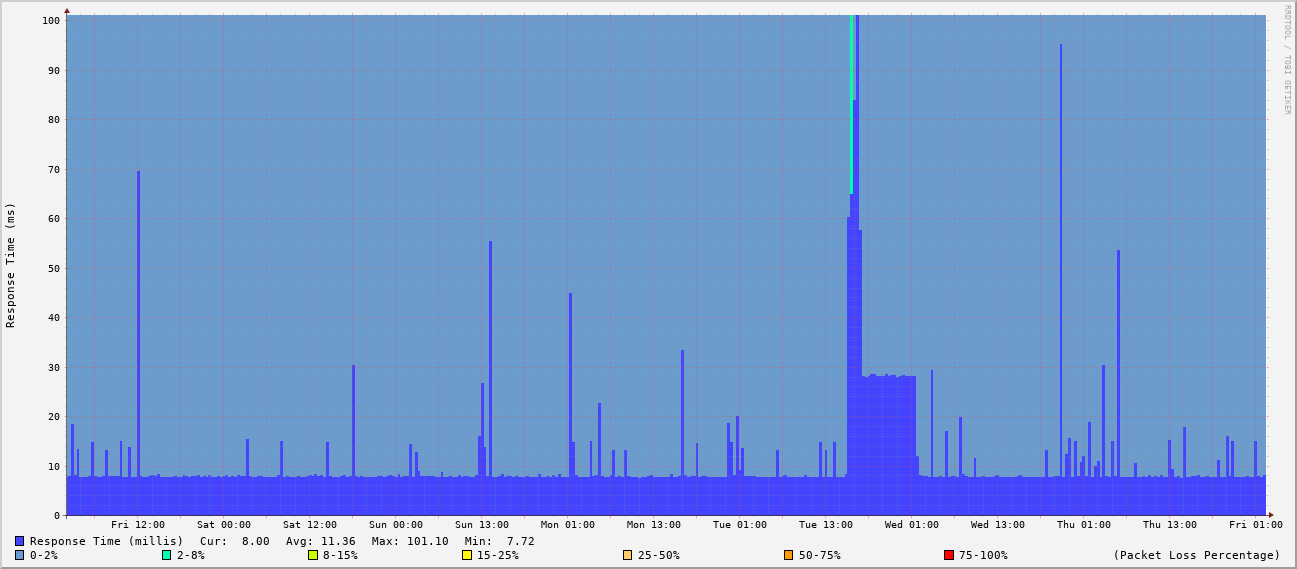 RRDTOOL / TOBI OETIKER
Response Time (ms)
100
90
80
70
60
50
40
30
20
10
0
Fri 12:00 Sat 00:00 Sat 12:00 Sun 00:00 Sun 13:00 Mon 01:00 Mon 13:00 Tue 01:00 Tue 13:00 Wed 01:00 Wed 13:00 Thu 01:00 Thu 13:00 Fri 01:00
Response Time (millis) Cur: 8.00 Avg: 11.36 Max: 101.10 Min: 7.72
0-2% 2-8% 8-15% 15-25% 25-50% 50-75% 75-100% (Packet Loss Percentage)